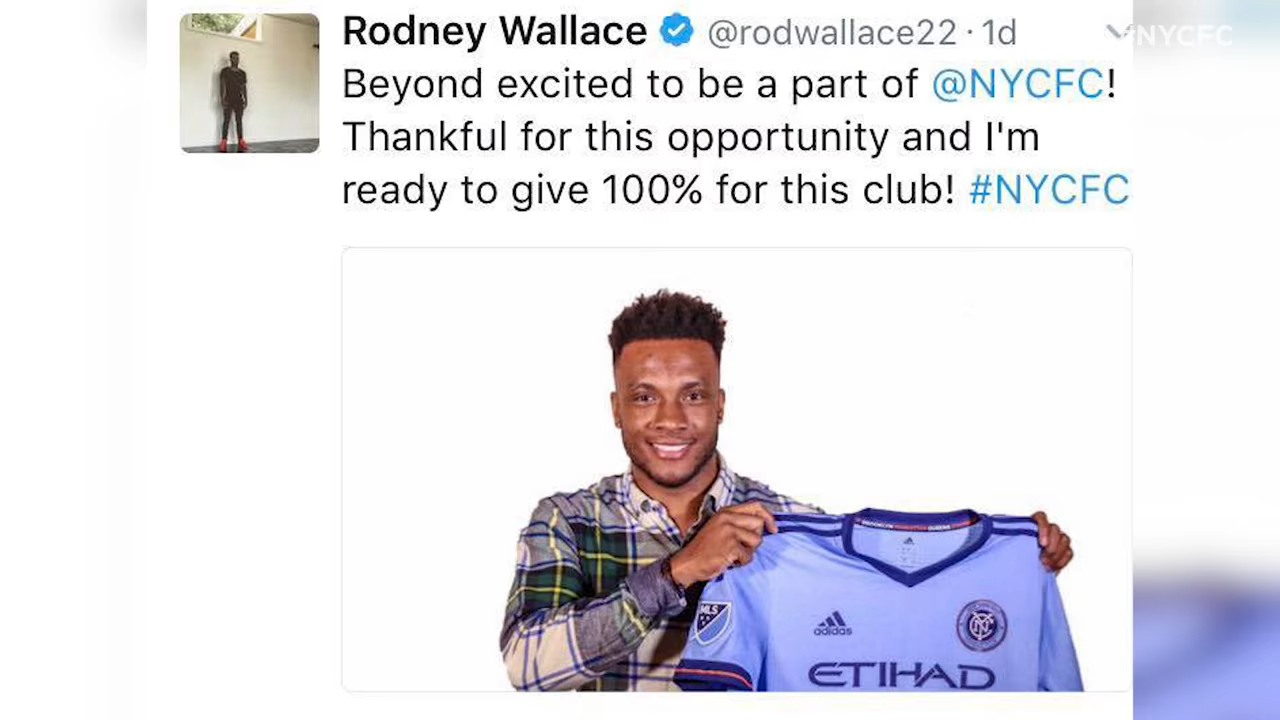 Rodney Wallace @rodwallace22 · 1d
NYCFC
Beyond excited to be a part of @NYCFC!
Thankful for this opportunity and I'm
ready to give 100% for this club! #NYCFC
MLS
adidas
ETIHAD